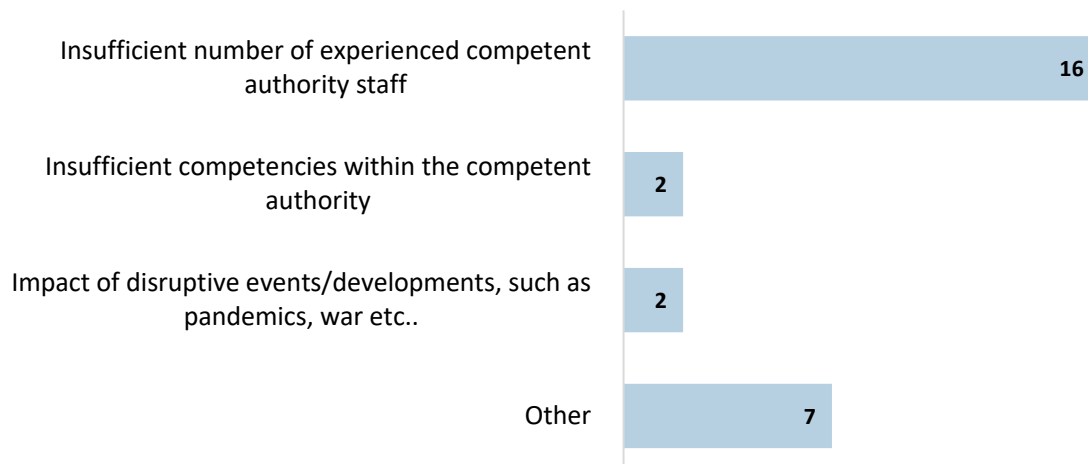 Insufficient number of experienced competent
authority staff
16
Insufficient competencies within the competent
authority
2
Impact of disruptive events/developments, such as
pandemics, war etc..
2
Other
7